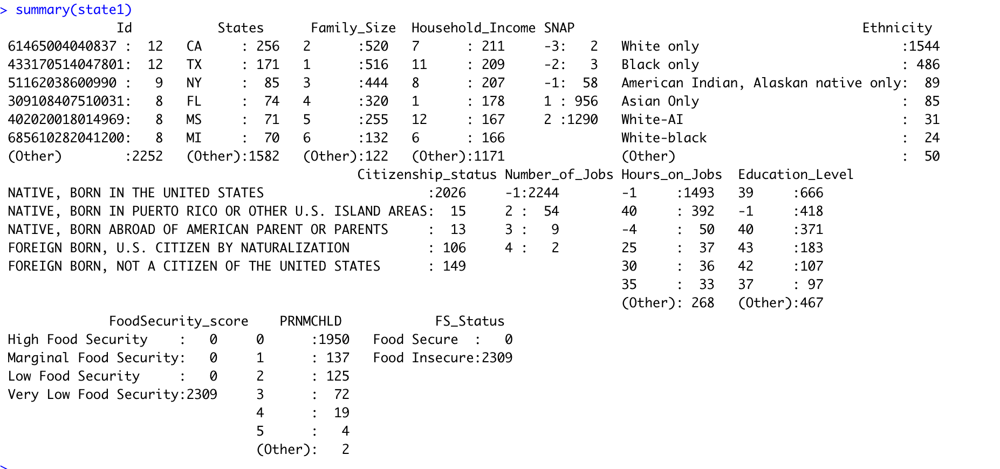 > summary(state1)
              Id           States      Family_Size  Household_Income SNAP                                     Ethnicity
61465004040837 :  12   CA     : 256   2      :520   7      : 211     -3:   2   White only                          :1544
433170514047801:  12   TX     : 171   1      :516   11     : 209     -2:   3   Black only                          : 486
51162038600990 :   9   NY     :  85   3      :444   8      : 207     -1:  58   American Indian, Alaskan native only:  89
309108407510031:   8   FL     :  74   4      :320   1      : 178     1 : 956   Asian Only                          :  85
402020018014969:   8   MS     :  71   5      :255   12     : 167     2 :1290   White-AI                            :  31
685610282041200:   8   MI     :  70   6      :132   6      : 166               White-black                         :  24
(Other)        :2252   (Other):1582   (Other):122   (Other):1171               (Other)                             :  50
                                             Citizenship_status Number_of_Jobs Hours_on_Jobs  Education_Level
NATIVE, BORN IN THE UNITED STATES                     :2026     -1:2244        -1     :1493   39     :666
NATIVE, BORN IN PUERTO RICO OR OTHER U.S. ISLAND AREAS:  15     2 :  54        40     : 392   -1     :418
NATIVE, BORN ABROAD OF AMERICAN PARENT OR PARENTS     :  13     3 :   9        -4     :  50   40     :371
FOREIGN BORN, U.S. CITIZEN BY NATURALIZATION          : 106     4 :   2        25     :  37   43     :183
FOREIGN BORN, NOT A CITIZEN OF THE UNITED STATES      : 149                    30     :  36   42     :107
                                                                               35     :  33   37     : 97
                                                                               (Other): 268   (Other):467
             FoodSecurity_score    PRNMCHLD            FS_Status
High Food Security    :   0     0      :1950   Food Secure  :   0
Marginal Food Security:   0     1      : 137   Food Insecure:2309
Low Food Security     :   0     2      : 125
Very Low Food Security:2309     3      :  72
                                4      :  19
                                5      :   4
                                (Other):   2
>